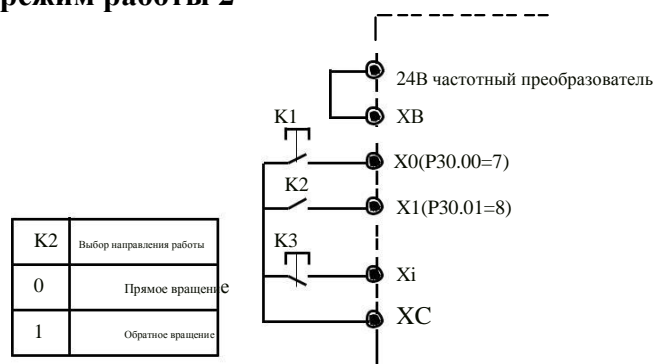 режим работы 2
24В частотный преобразователь
XB
K1
X0(P30.00=7)
K2
X1(P30.01=8)
K3
Xi
XC
K2 Выбор направления работы
0 Прямое вращение
1 Обратное вращение